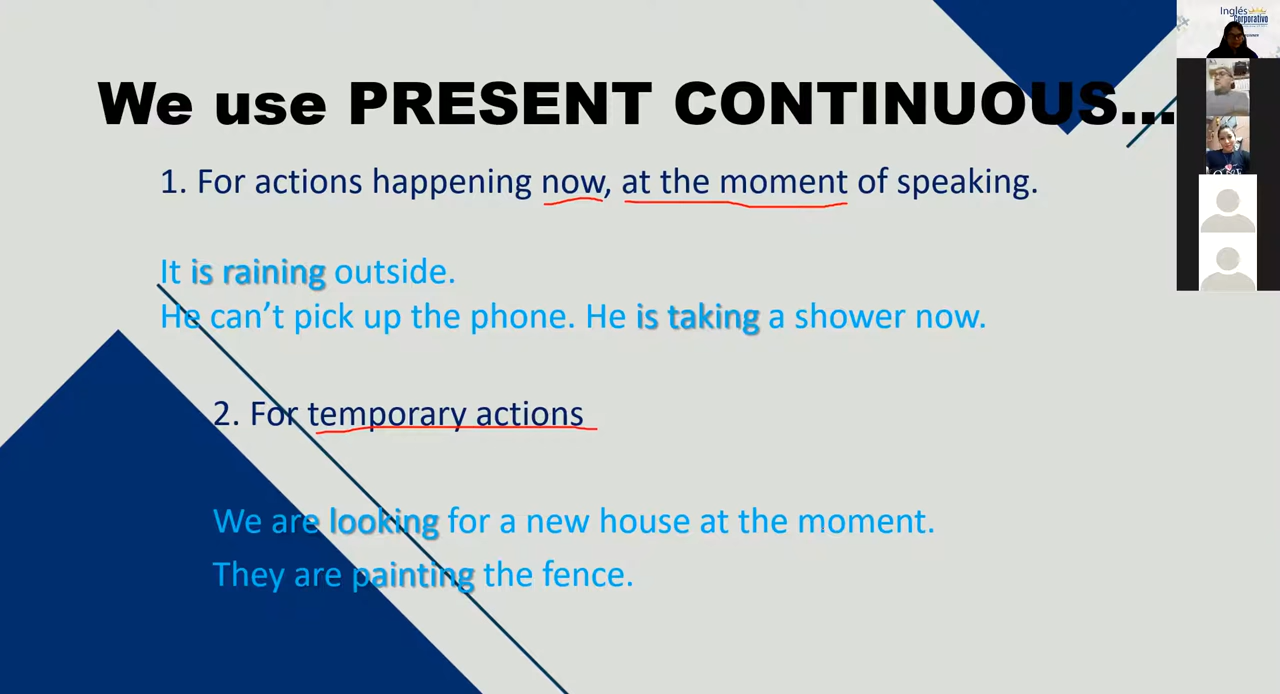 We use PRESENT CONTINUOUS...
1. For actions happening now, at the moment of speaking.
It is raining outside.
He can't pick up the phone. He is taking a shower now.
2. For temporary actions
We are looking for a new house at the moment.
They are painting the fence.
Inglés
Corporativo